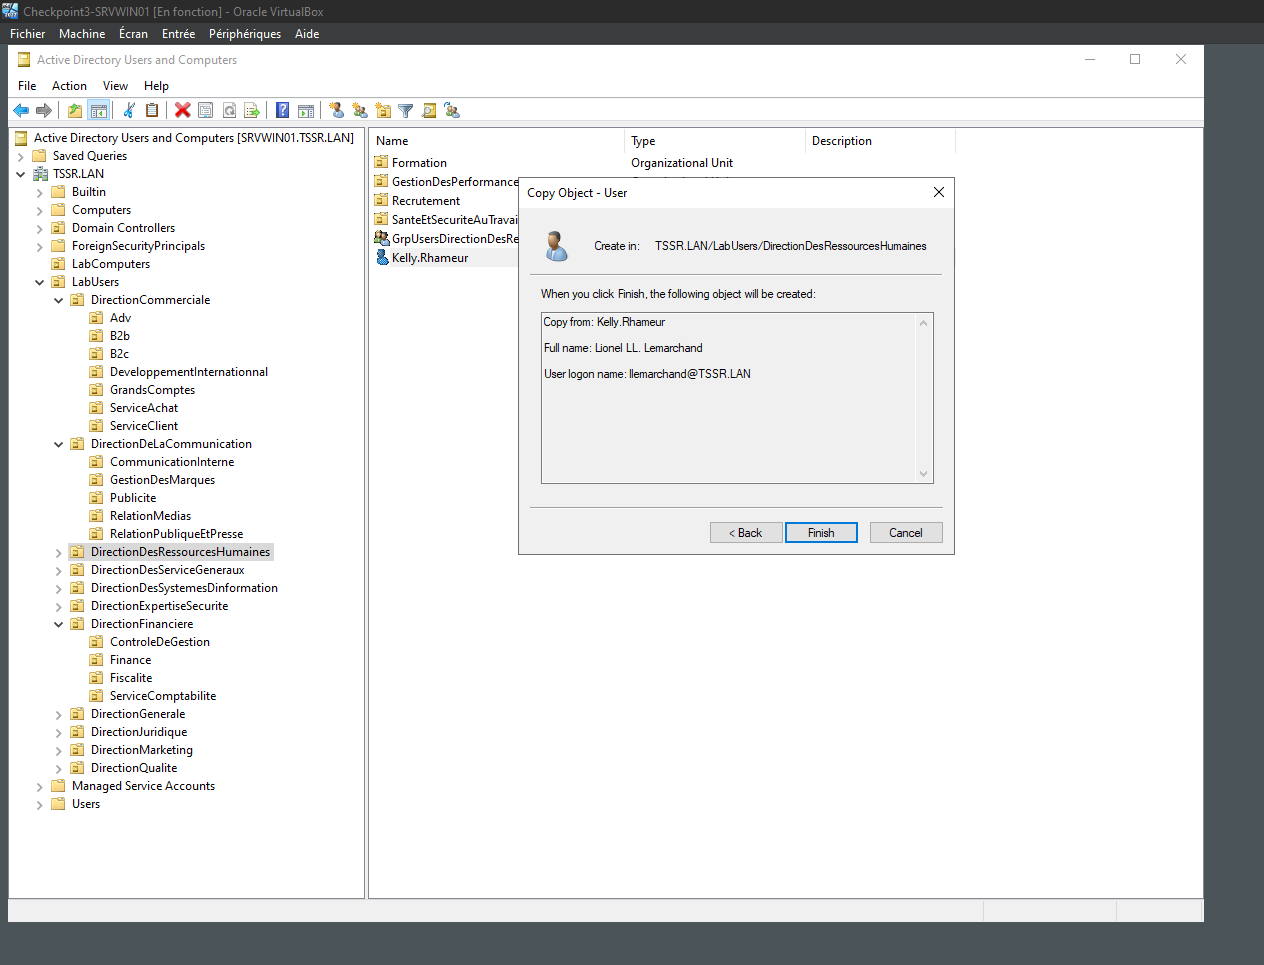 Checkpoint3-SRVWIN01 [En fonction] - Oracle VirtualBox
Fichier Machine Écran Entrée Périphériques Aide
Active Directory Users and Computers
File Action View Help
Active Directory Users and Computers [SRVWIN01.TSSR.LAN]
Saved Queries
TSSR.LAN
Builtin
Computers
Domain Controllers
ForeignSecurityPrincipals
LabComputers
LabUsers
DirectionCommerciale
Adv
B2b
B2c
DeveloppementInternationnal
GrandsComptes
ServiceAchat
ServiceClient
DirectionDeLaCommunication
CommunicationInterne
GestionDesMarques
Publicite
RelationMedias
RelationPubliqueEtPresse
DirectionDesRessourcesHumaines
DirectionDesServiceGeneraux
DirectionDesSystemesDinformation
DirectionExpertiseSecurite
DirectionFinanciere
ControleDeGestion
Finance
Fiscalite
ServiceComptabilite
DirectionGenerale
DirectionJuridique
DirectionMarketing
DirectionQualite
Managed Service Accounts
Users
Name Type Description
Formation Organizational Unit
GestionDesPerformance
Recrutement
SanteEtSecuriteAuTravai
GrpUsersDirectionDesRe
Kelly.Rhameur
Copy Object - User
Create in: TSSR.LAN/LabUsers/DirectionDesRessourcesHumaines
When you click Finish, the following object will be created:
Copy from: Kelly.Rhameur
Full name: Lionel LL. Lemarchand
User logon name: llemarchand@TSSR.LAN
< Back Finish Cancel